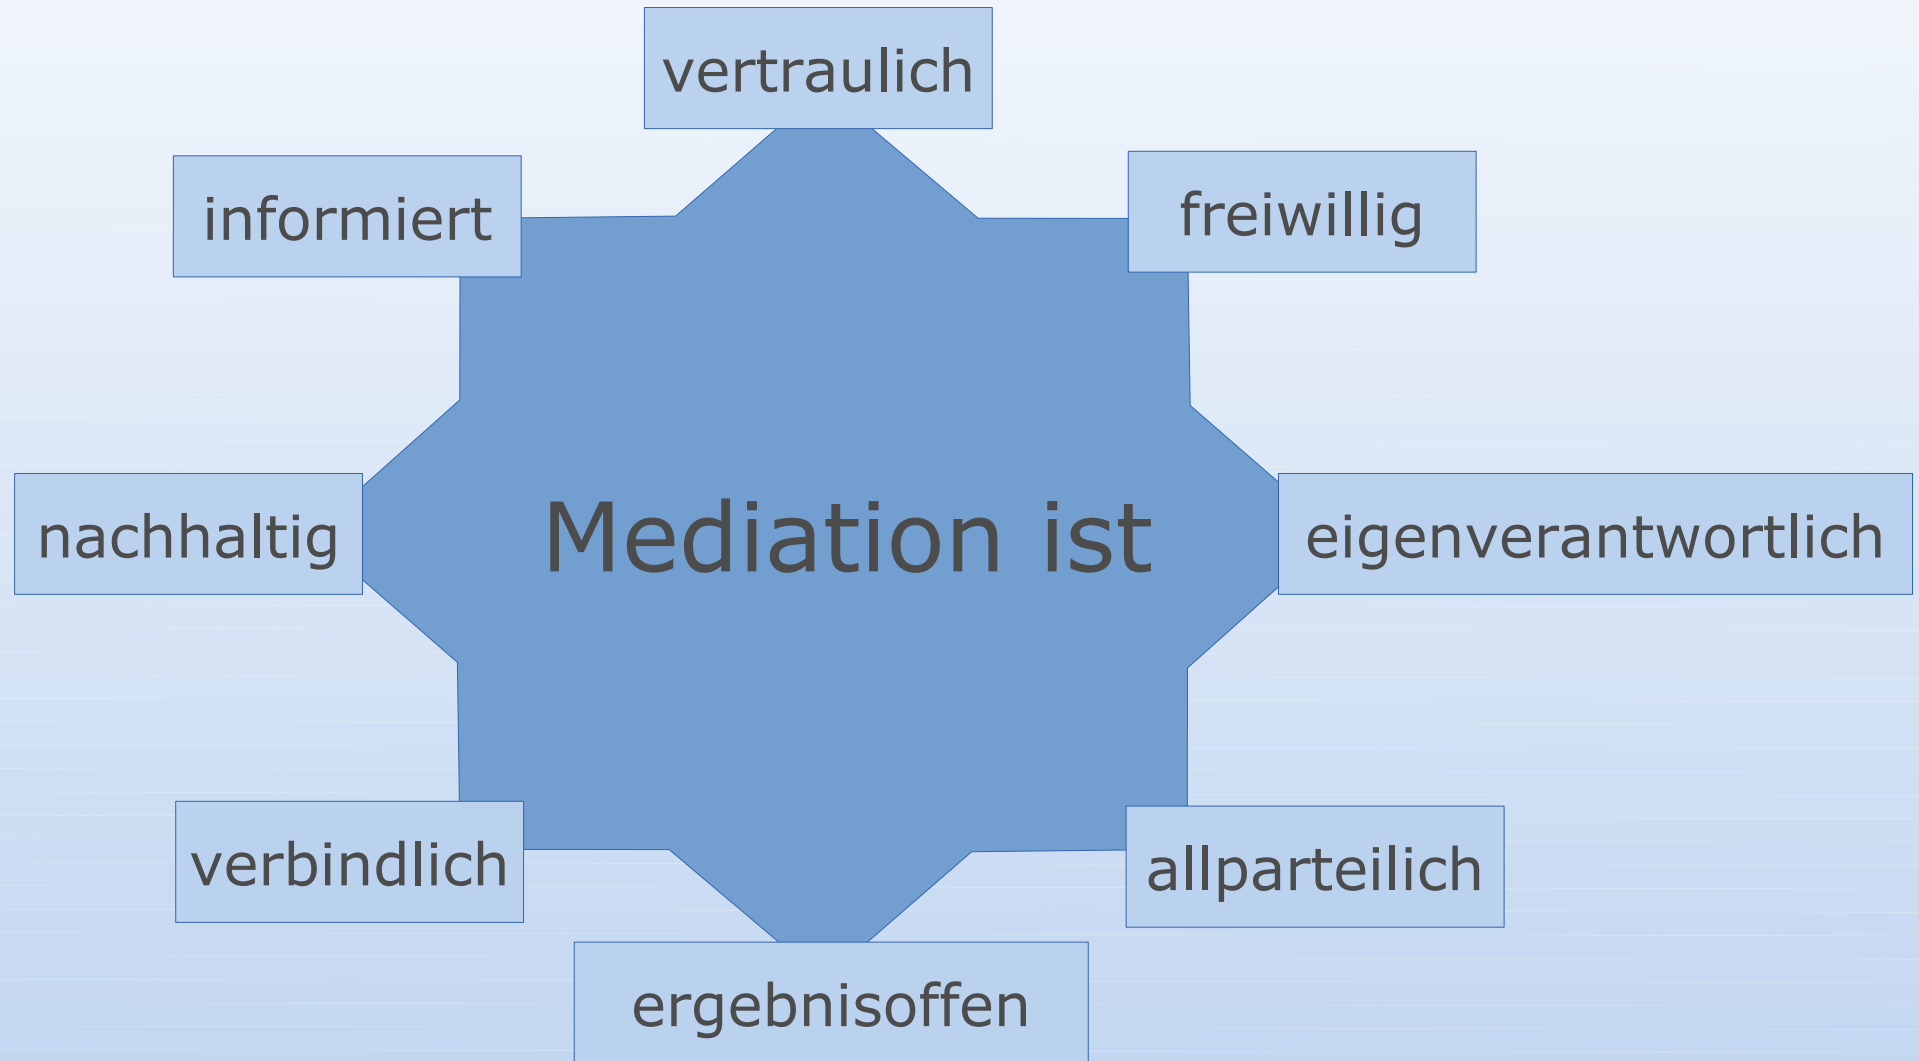 vertraulich
informiert
freiwillig
nachhaltig
Mediation ist
eigenverantwortlich
verbindlich
allparteilich
ergebnisoffen